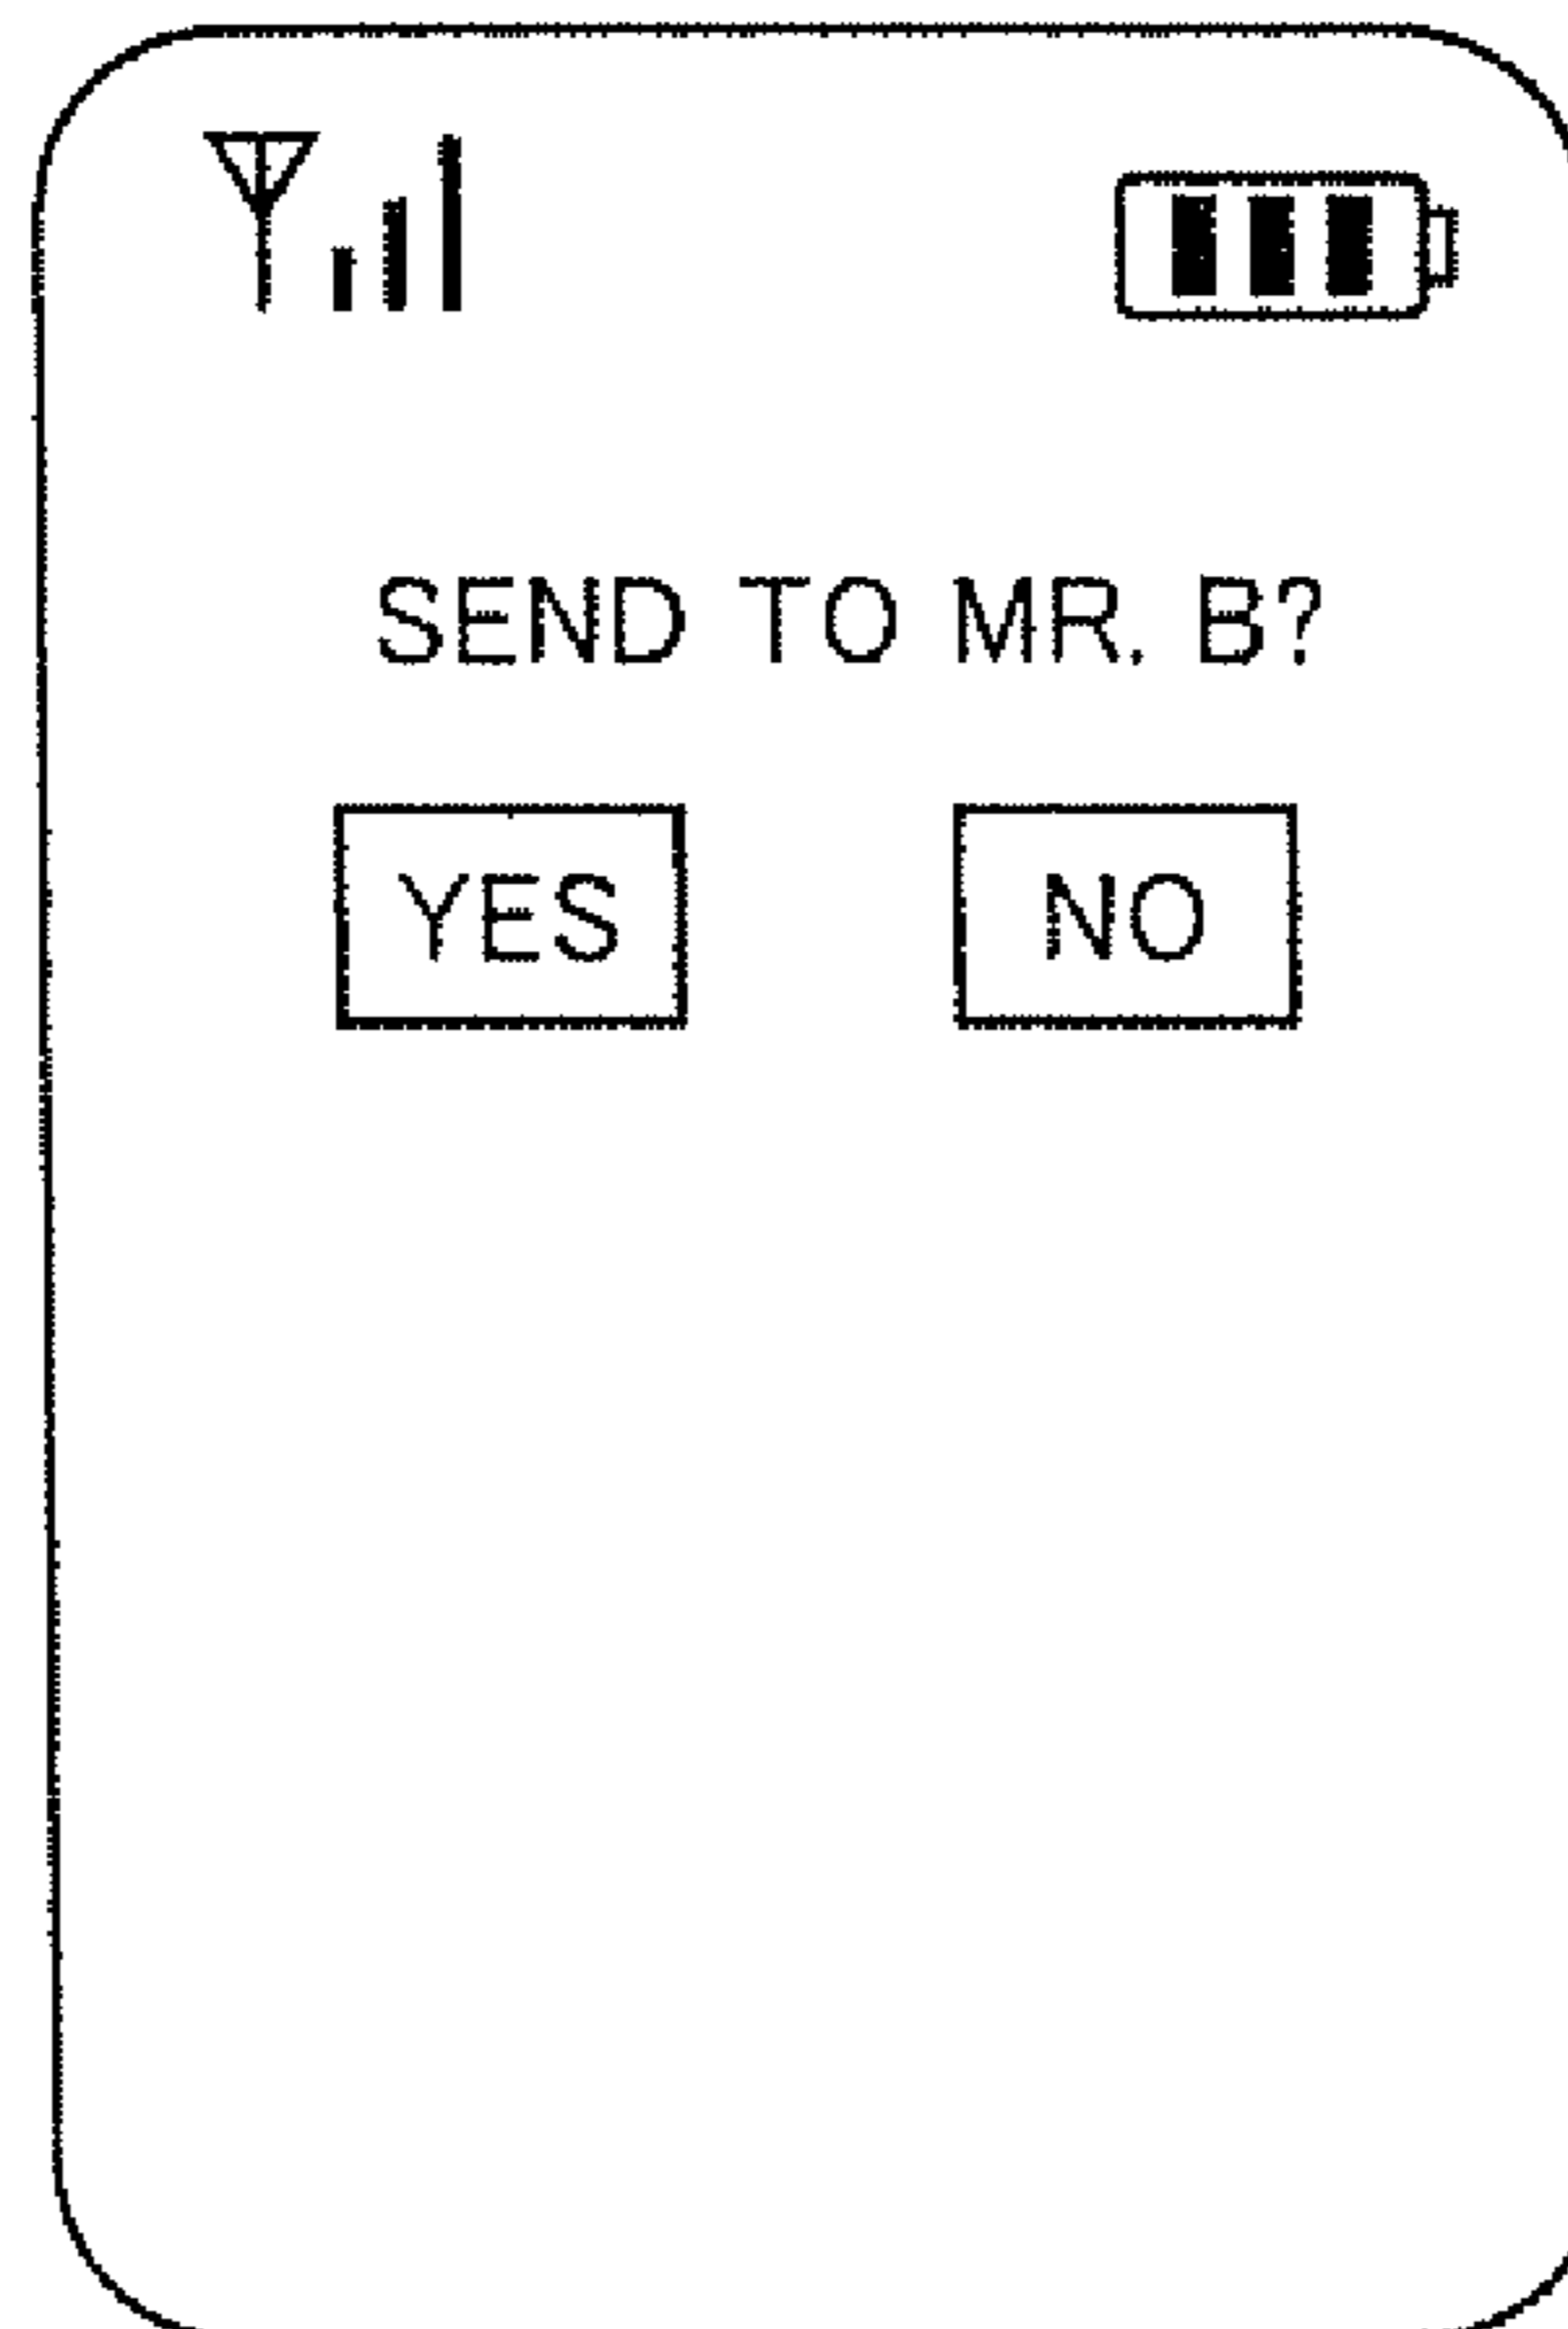 SEND TO MR. B?
YES NO